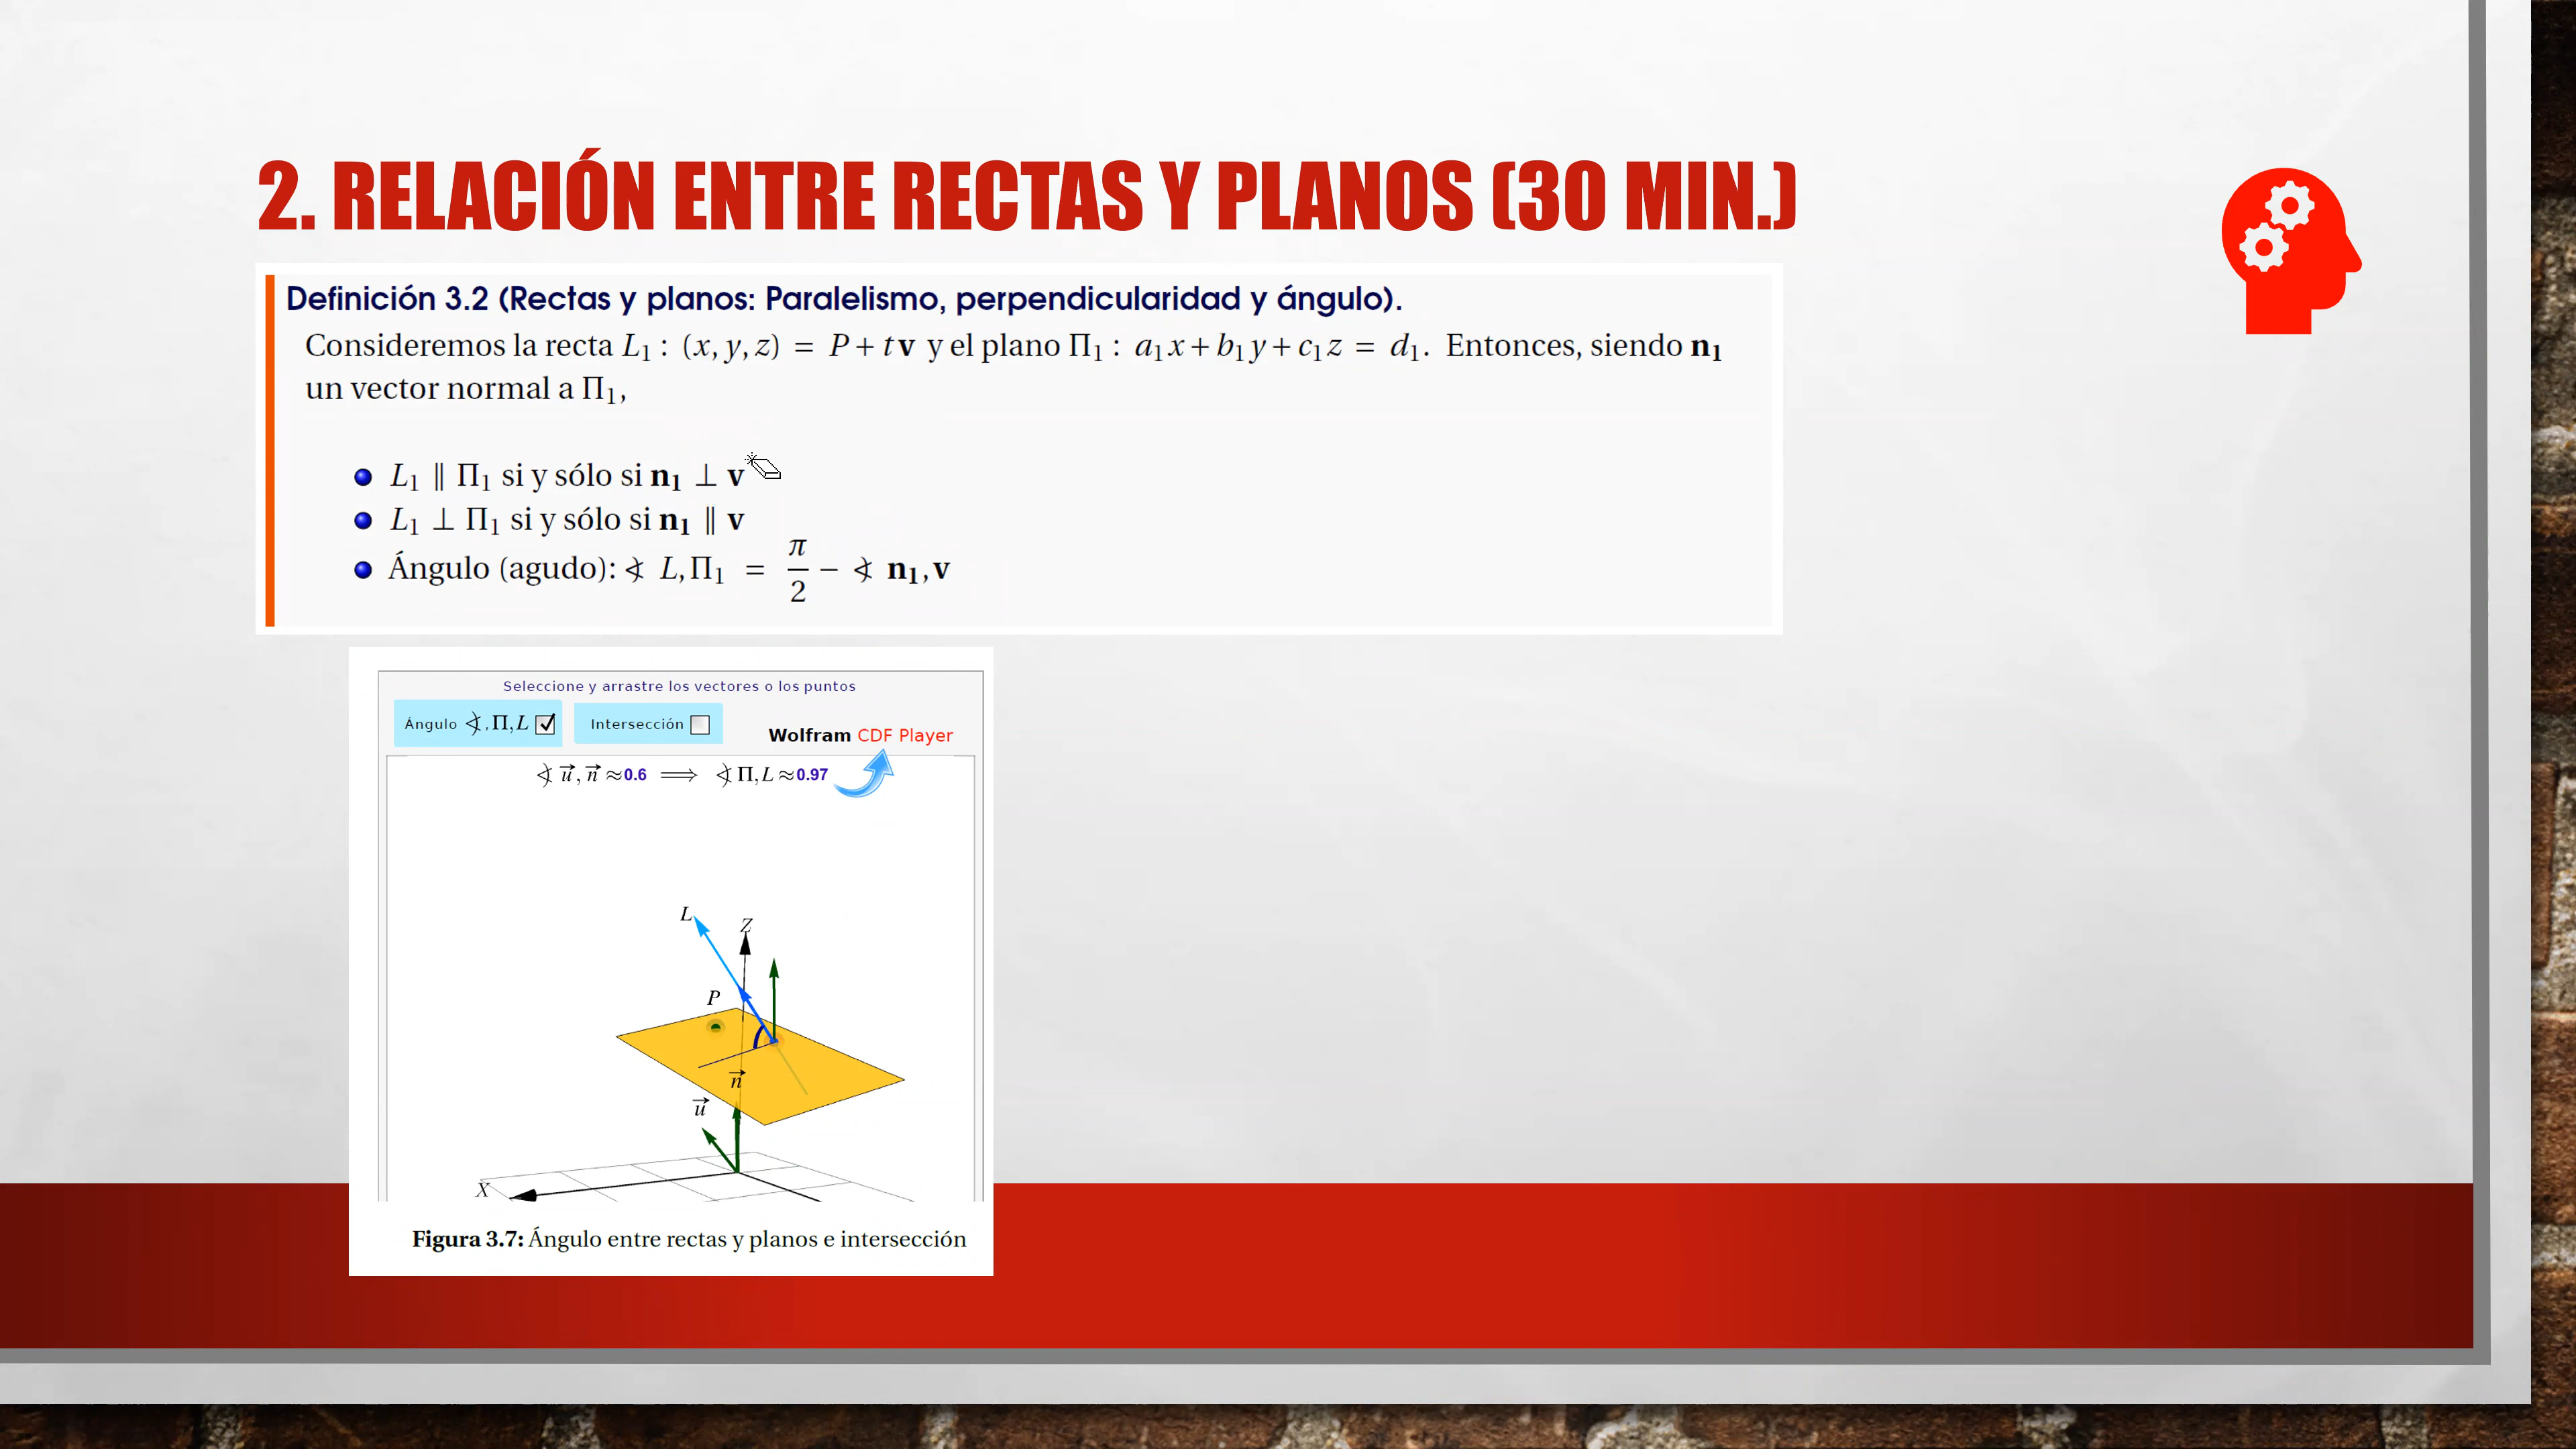 2. RELACIÓN ENTRE RECTAS Y PLANOS (30 MIN.)
Definición 3.2 (Rectas y planos: Paralelismo, perpendicularidad y ángulo).
Consideremos la recta L₁ : (x, y, z) = P + t v y el plano Π₁ : a₁x + b₁y + c₁z = d₁. Entonces, siendo n₁
un vector normal a Π₁,
L₁ ∥ Π₁ si y sólo si n₁ ⊥ v
L₁ ⊥ Π₁ si y sólo si n₁ ∥ v
Ángulo (agudo): ∢ L, Π₁ = π/2 − ∢ n₁, v
Seleccione y arrastre los vectores o los puntos
Ángulo ∢, Π, L
Intersección
Wolfram CDF Player
∢ u⃗, n⃗ ≈ 0.6 ⟹ ∢ Π, L ≈ 0.97
L
Z
P
n⃗
u⃗
X
Figura 3.7: Ángulo entre rectas y planos e intersección